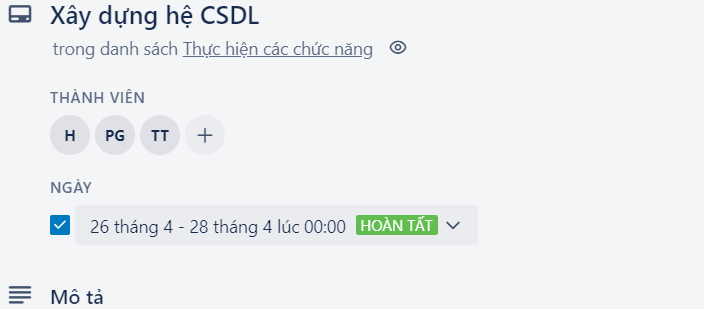 Xây dựng hệ CSDL
trong danh sách Thực hiện các chức năng
THÀNH VIÊN
H PG TT +
NGÀY
26 tháng 4 - 28 tháng 4 lúc 00:00 HOÀN TẤT
Mô tả